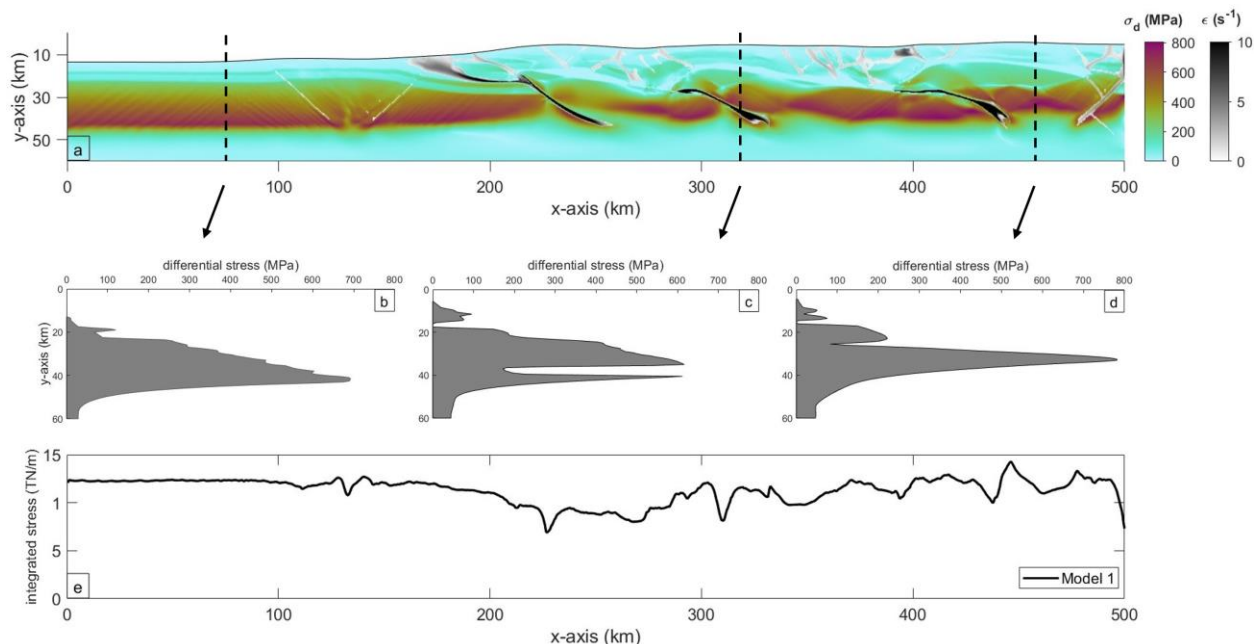 σd (MPa) ϵ (s-1)
800
600
400
200
0
10
5
0
y-axis (km)
10
30
50
a
0 100 200 300 400 500
x-axis (km)
differential stress (MPa)
0 100 200 300 400 500 600 700 800
b
y-axis (km)
0
20
40
60
differential stress (MPa)
0 100 200 300 400 500 600 700 800
c
0
20
40
60
differential stress (MPa)
0 100 200 300 400 500 600 700 800
d
0
20
40
60
integrated stress (TN/m)
15
1
5
0
e
Model 1
0 100 200 300 400 500
x-axis (km)